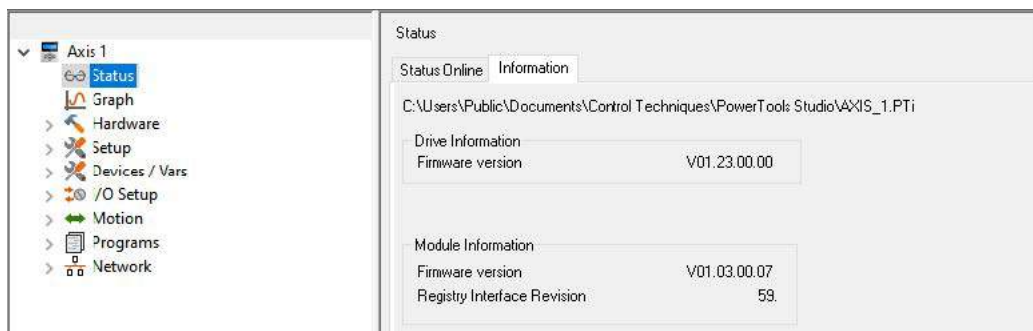 Axis 1
Status
Graph
Hardware
Setup
Devices / Vars
I/O Setup
Motion
Programs
Network
Status
Status Online
Information
C:\Users\Public\Documents\Control Techniques\PowerTools Studio\AXIS_1.PTi
Drive Information
Firmware version V01.23.00.00
Module Information
Firmware version V01.03.00.07
Registry Interface Revision 59.